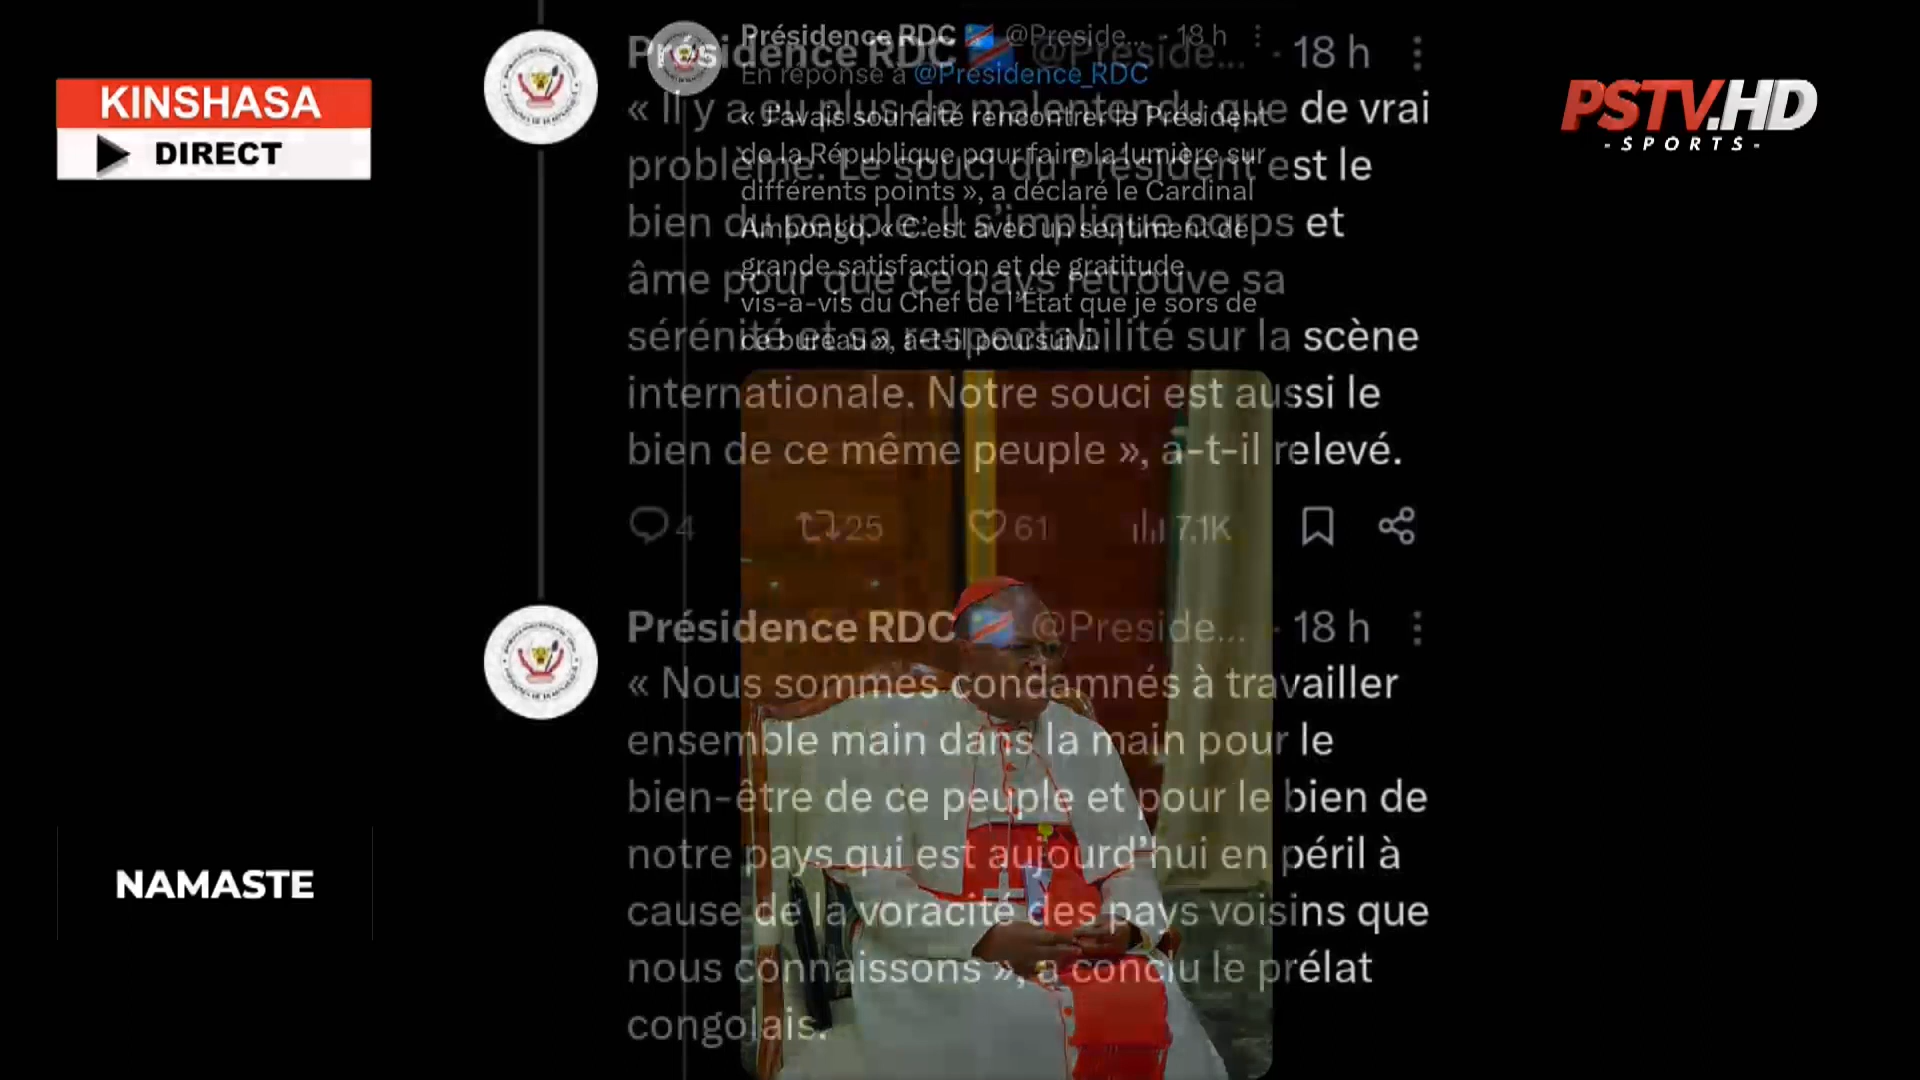 KINSHASA
DIRECT
PSTV.HD
-SPORTS-
NAMASTE
Présidence RDC @Preside... · 18 h
« Il y a eu plus de malentendu que de vrai
problème. Le souci du Président est le
bien du peuple. Il s'implique corps et
âme pour que ce pays retrouve sa
sérénité et sa respectabilité sur la scène
internationale. Notre souci est aussi le
bien de ce même peuple », a-t-il relevé.
4 25 61 7,1K
Présidence RDC @Preside... · 18 h
« Nous sommes condamnés à travailler
ensemble main dans la main pour le
bien-être de ce peuple et pour le bien de
notre pays qui est aujourd'hui en péril à
cause de la voracité des pays voisins que
nous connaissons », a conclu le prélat
congolais.
Présidence RDC @Preside... · 18 h
En réponse à @Presidence_RDC
« J'avais souhaité rencontrer le Président
de la République pour faire la lumière sur
différents points », a déclaré le Cardinal
Ambongo. « C'est avec un sentiment de
grande satisfaction et de gratitude
vis-à-vis du Chef de l'État que je sors de
ce bureau », a-t-il poursuivi.